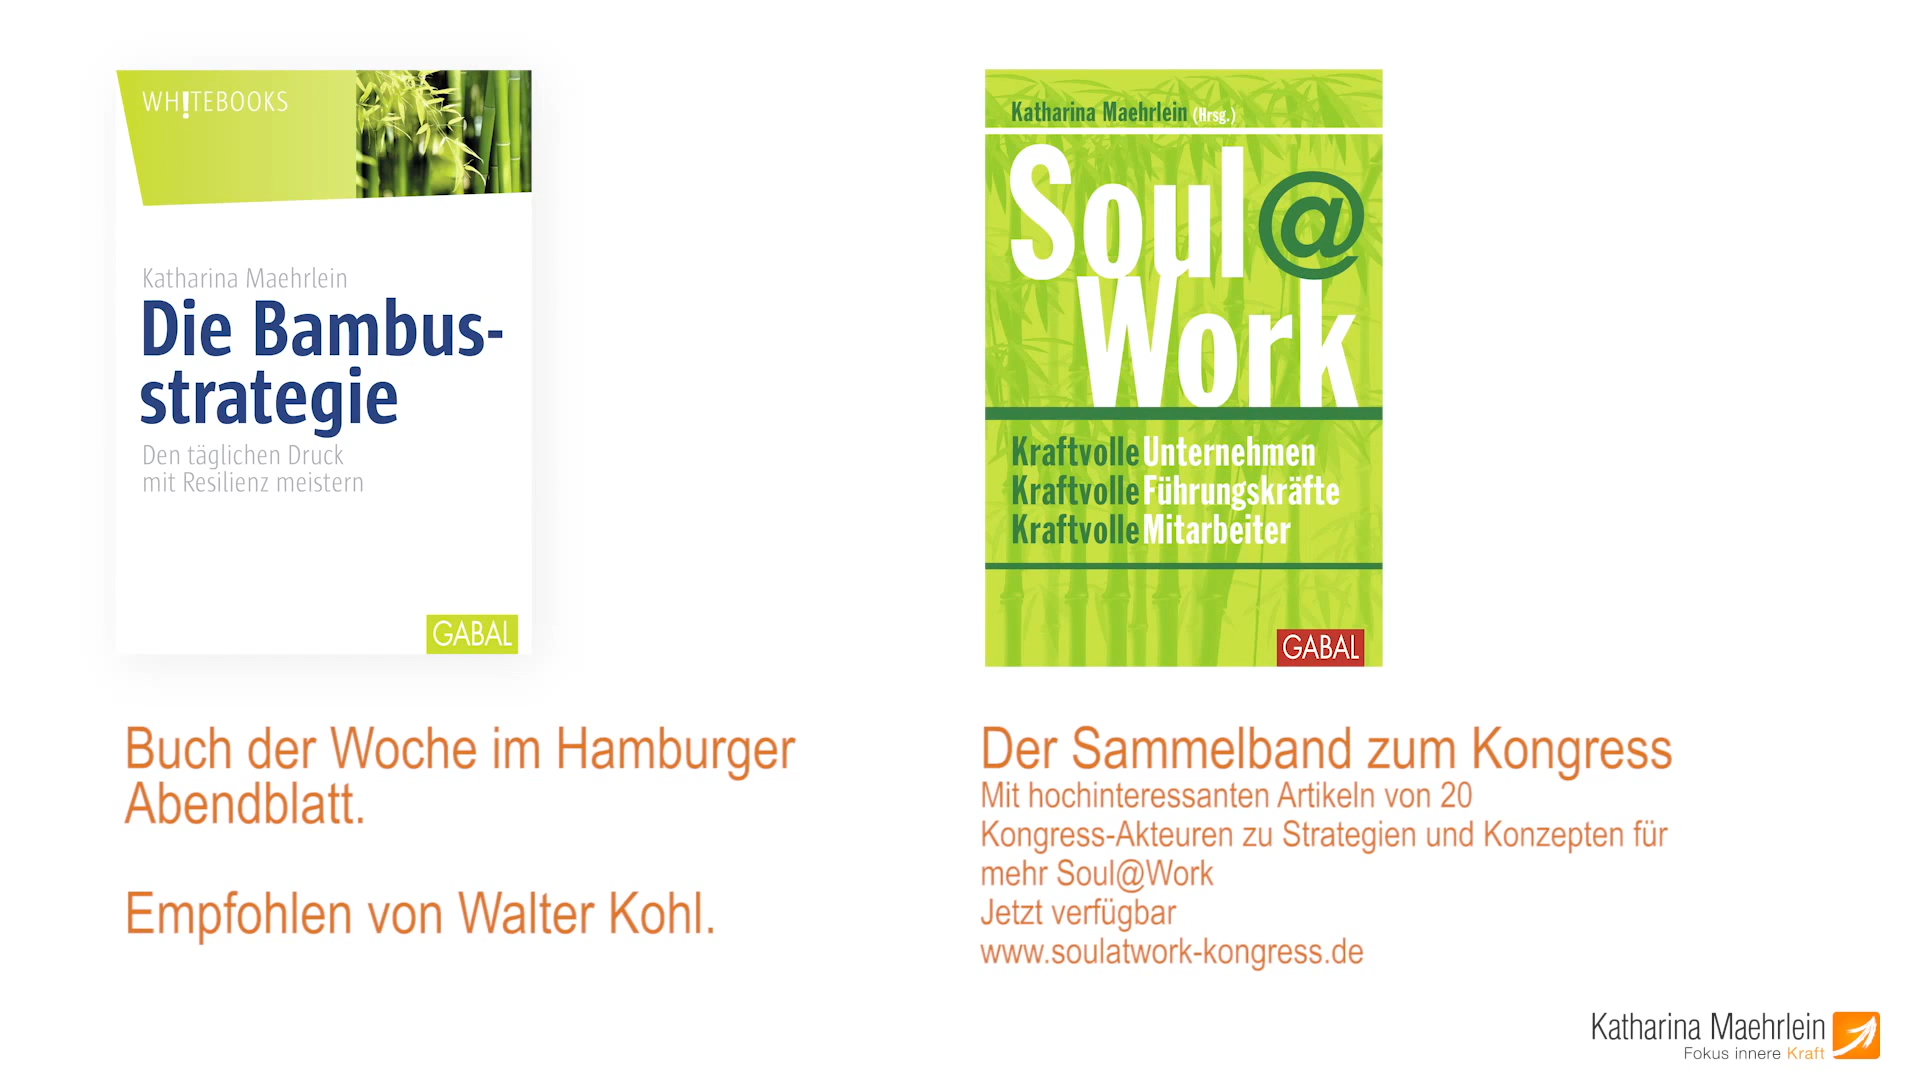 WH!TEBOOKS
Katharina Maehrlein
Die Bambus-
strategie
Den täglichen Druck
mit Resilienz meistern
GABAL
Buch der Woche im Hamburger
Abendblatt.
Empfohlen von Walter Kohl.
Katharina Maehrlein (Hrsg.)
Soul@
Work
Kraftvolle Unternehmen
Kraftvolle Führungskräfte
Kraftvolle Mitarbeiter
GABAL
Der Sammelband zum Kongress
Mit hochinteressanten Artikeln von 20
Kongress-Akteuren zu Strategien und Konzepten für
mehr Soul@Work
Jetzt verfügbar
www.soulatwork-kongress.de
Katharina Maehrlein
Fokus innere Kraft